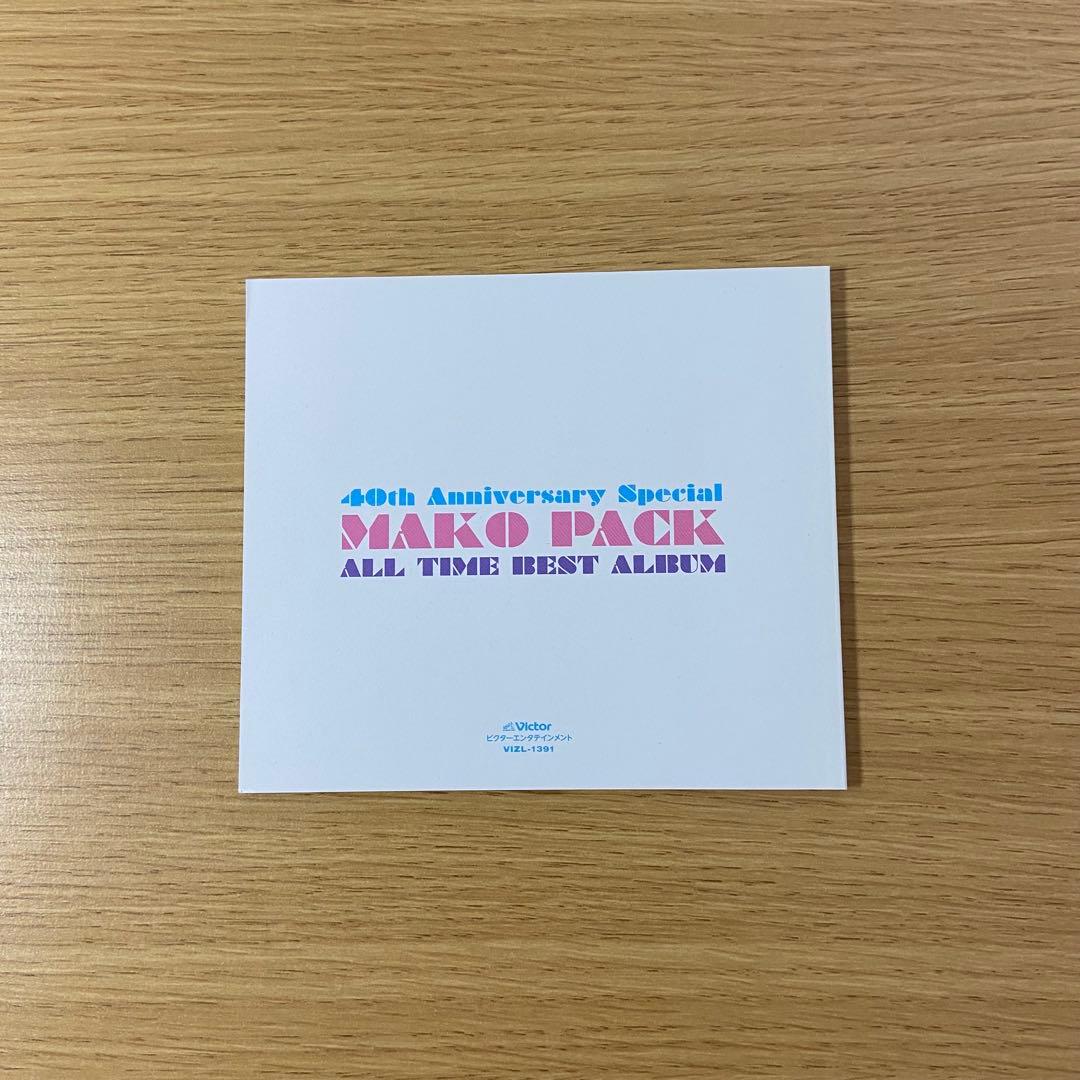 40th Anniversary Special
MAKO PACK
ALL TIME BEST ALBUM
Victor
ビクターエンタテインメント
VIZL-1391